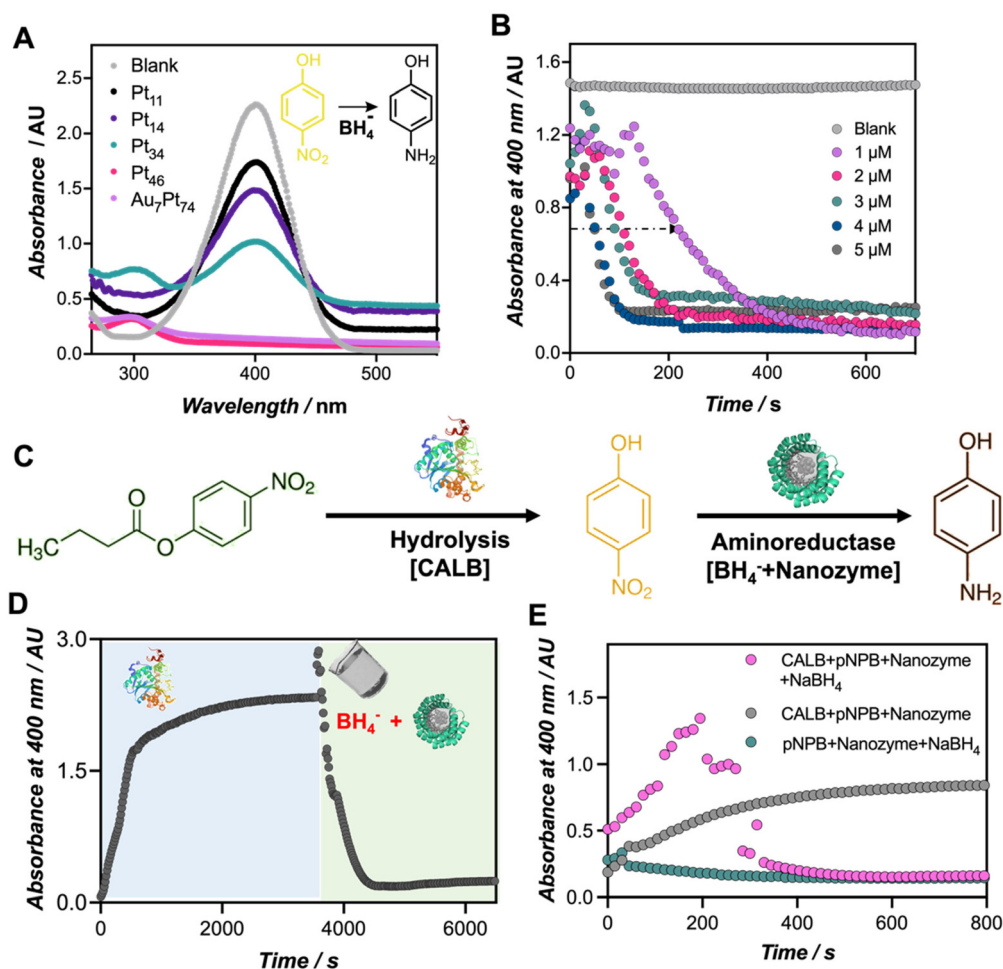 A
Absorbance / AU
2.5
2.0
1.5
1.0
0.5
0.0
Blank
Pt11
Pt14
Pt34
Pt46
Au7Pt74
OH
NO2
BH4-
OH
NH2
300
400
500
Wavelength / nm
B
Absorbance at 400 nm / AU
1.6
1.2
0.8
0.4
0.0
Blank
1 µM
2 µM
3 µM
4 µM
5 µM
0
200
400
600
Time / s
C
H3C
O
O
NO2
Hydrolysis
[CALB]
OH
NO2
Aminoreductase
[BH4-+Nanozyme]
OH
NH2
D
Absorbance at 400 nm / AU
3.0
1.5
0.0
BH4- +
0
2000
4000
6000
Time / s
E
Absorbance at 400 nm / AU
1.5
1.0
0.5
0.0
CALB+pNPB+Nanozyme
+NaBH4
CALB+pNPB+Nanozyme
pNPB+Nanozyme+NaBH4
0
200
400
600
800
Time / s